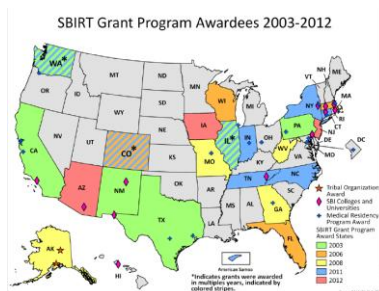 SBIRT Grant Program Awardees 2003-2012
WA*
MT
ND
MN
VT
NH
ME
OR
ID
SD
WI
MI
NY
MA
RI
CT
WY
NJ
IA
PA
DE
NE
NV
UT
IL*
IN
OH
MD
DC
CA
CO*
KS
MO
WV
KY
VA
TN
NC
AZ
NM
OK
AR
SC
MS
AL
GA
TX
LA
FL
AK
HI
American Samoa
Tribal Organization
Award
SBI Colleges and
Universities
Medical Residency
Program Award
SBIRT Grant Program
Award States
2003
2006
2008
2011
2012
*Indicates grants were awarded
in multiple years, indicated by
colored stripes.